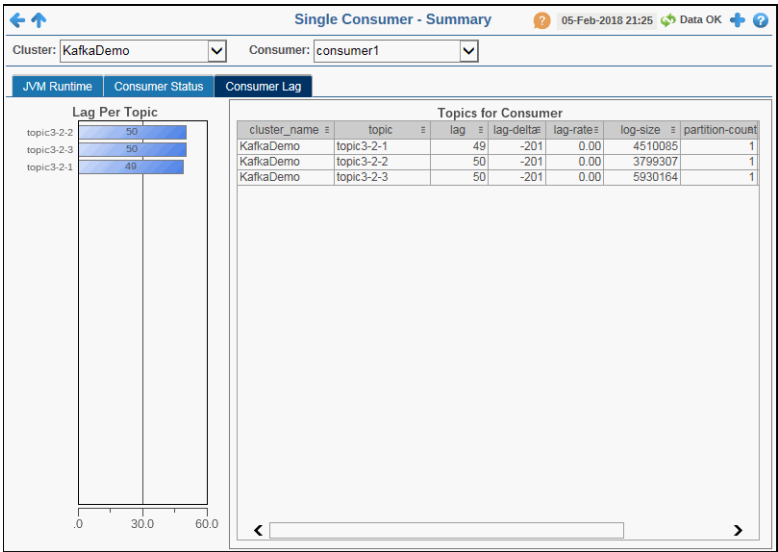 Single Consumer - Summary
05-Feb-2018 21:25 Data OK
Cluster: KafkaDemo Consumer: consumer1
JVM Runtime Consumer Status Consumer Lag
Lag Per Topic
topic3-2-2 50
topic3-2-3 50
topic3-2-1 49
.0 30.0 60.0
Topics for Consumer
cluster_name topic lag lag-delta lag-rate log-size partition-count
KafkaDemo topic3-2-1 49 -201 0.00 4510085 1
KafkaDemo topic3-2-2 50 -201 0.00 3799307 1
KafkaDemo topic3-2-3 50 -201 0.00 5930164 1